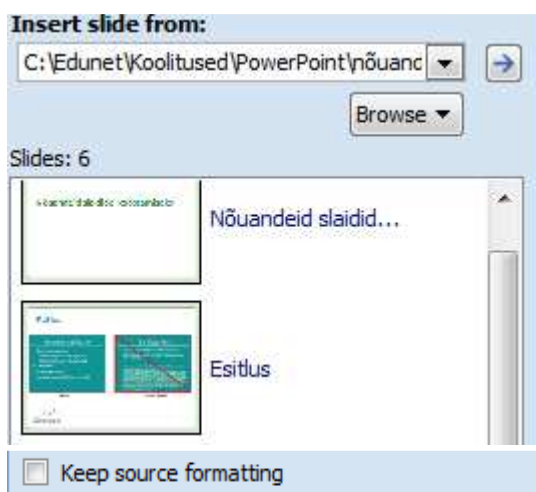 Insert slide from:
C:\Edunet\Koolitused\PowerPoint\nõuanc
Browse
Slides: 6
Nõuandeid slaidid...
Esitlus
Keep source formatting